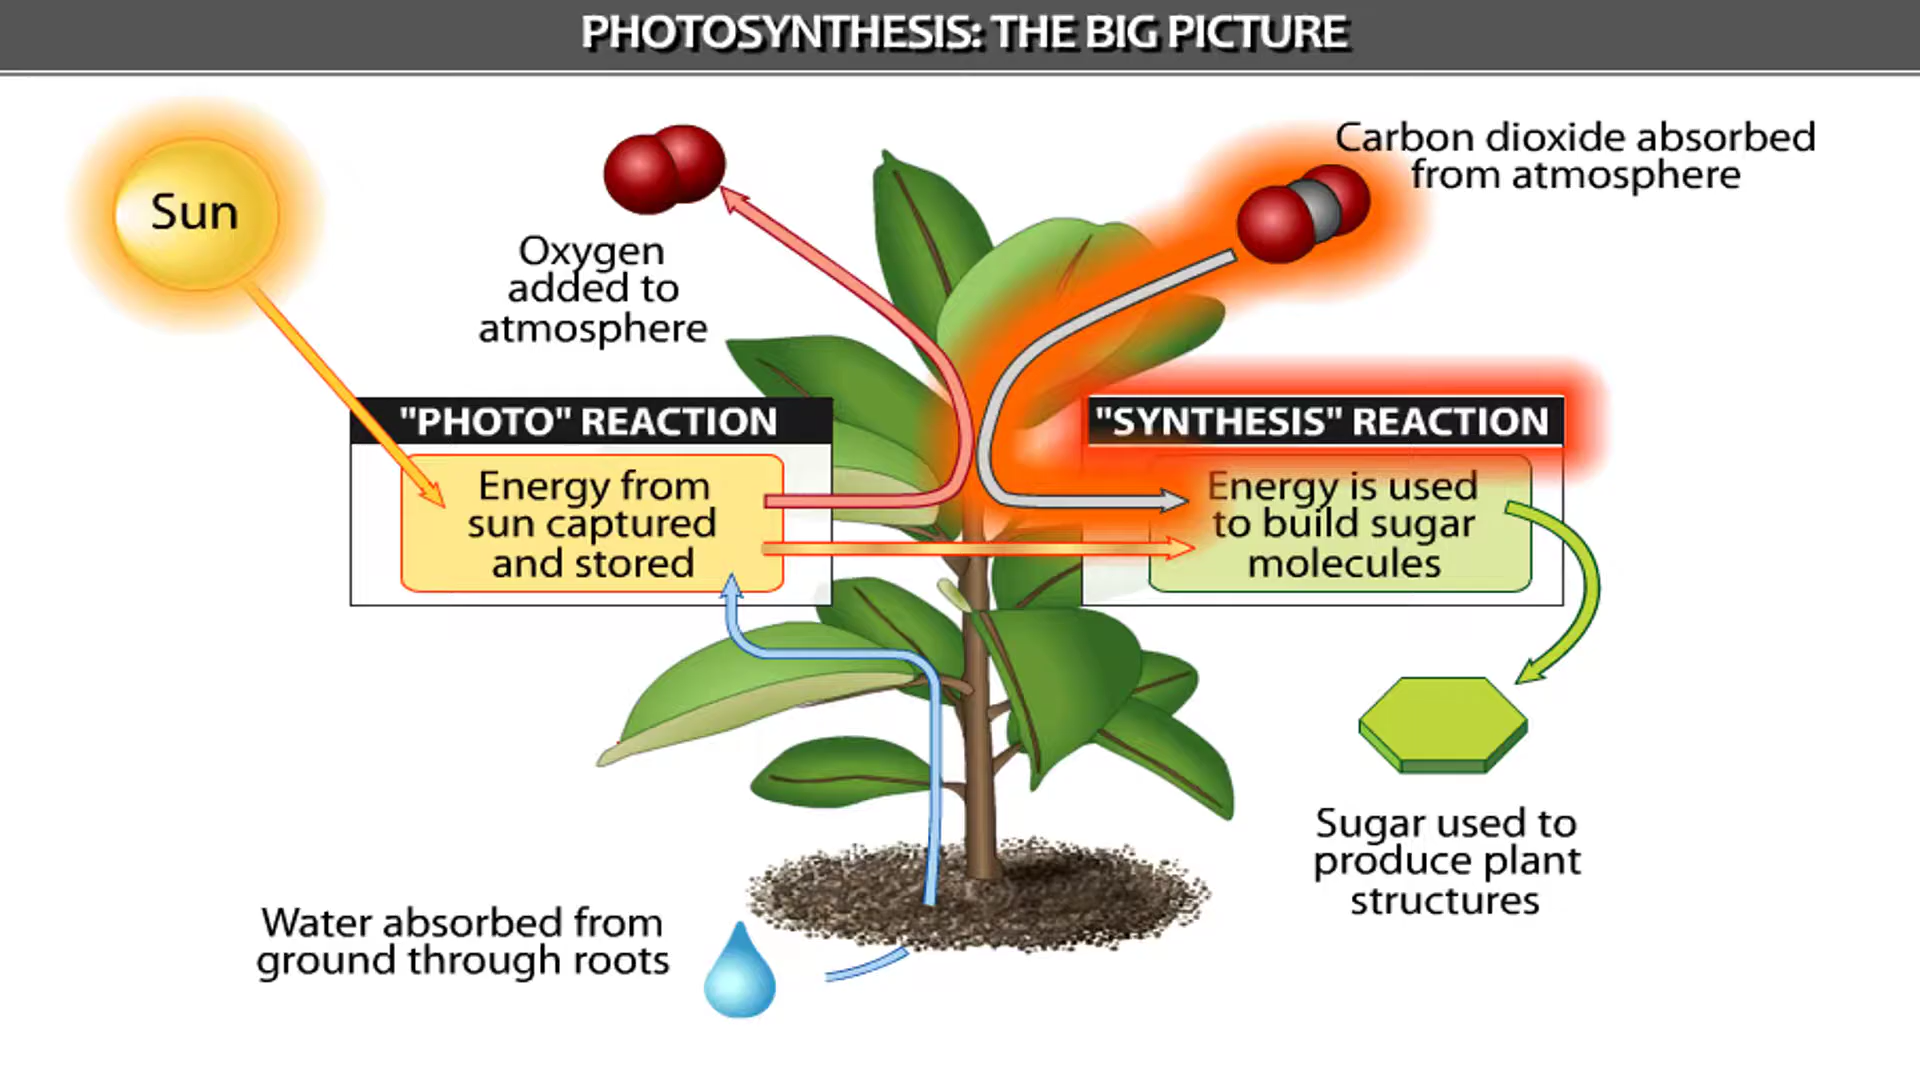 PHOTOSYNTHESIS: THE BIG PICTURE
Sun
Oxygen
added to
atmosphere
Carbon dioxide absorbed
from atmosphere
"PHOTO" REACTION
Energy from
sun captured
and stored
"SYNTHESIS" REACTION
Energy is used
to build sugar
molecules
Sugar used to
produce plant
structures
Water absorbed from
ground through roots